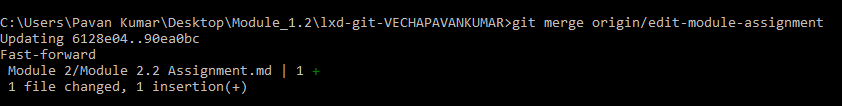 C:\Users\Pavan Kumar\Desktop\Module_1.2\lxd-git-VECHAPAVANKUMAR>git merge origin/edit-module-assignment
Updating 6128e04..90ea0bc
Fast-forward
 Module 2/Module 2.2 Assignment.md | 1 +
 1 file changed, 1 insertion(+)